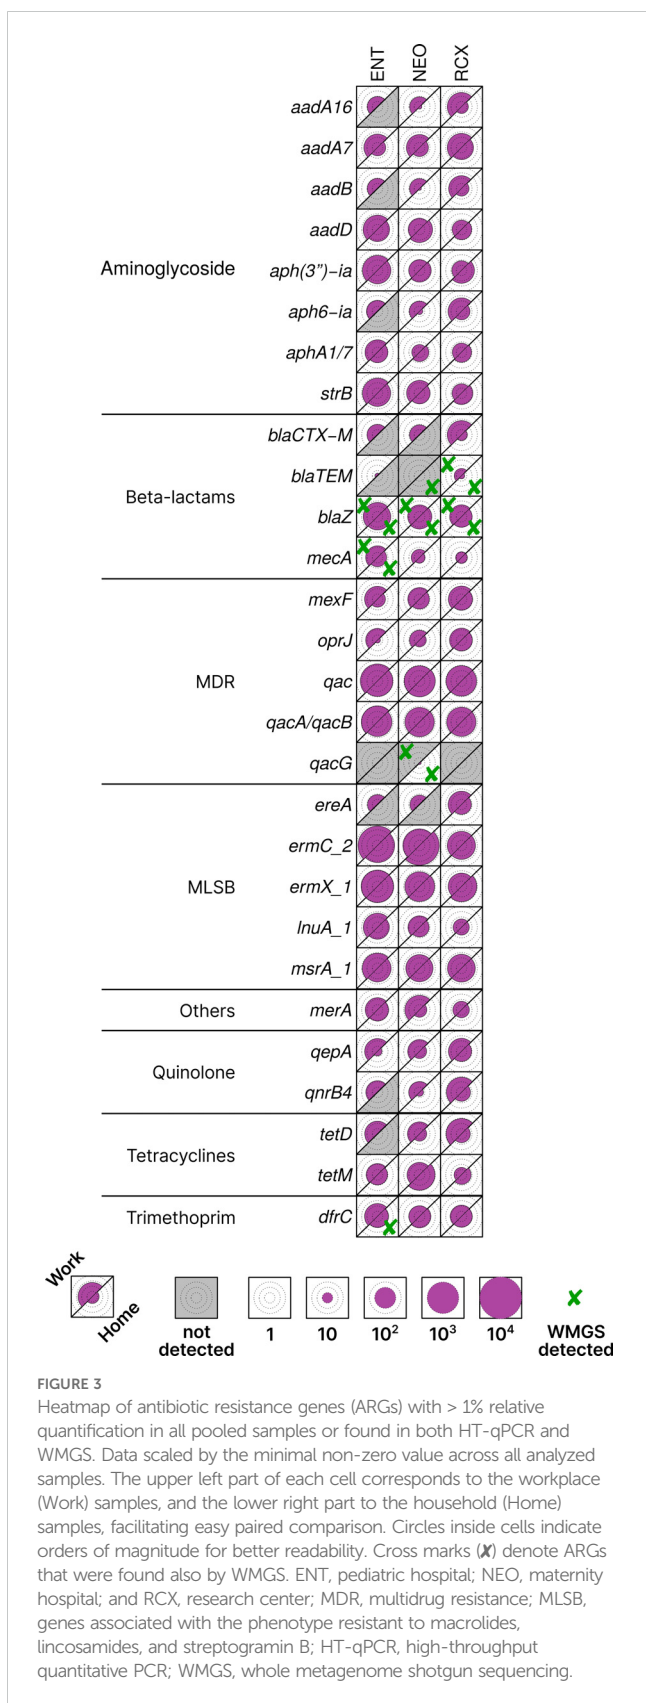 ENT NEO RCX
aadA16
aadA7
aadB
aadD
Aminoglycoside aph(3”)–ia
aph6–ia
aphA1/7
strB
blaCTX–M
blaTEM
Beta-lactams
blaZ
mecA
mexF
oprJ
MDR qac
qacA/qacB
qacG
ereA
ermC_2
MLSB ermX_1
lnuA_1
msrA_1
Others merA
qepA
Quinolone
qnrB4
tetD
Tetracyclines
tetM
Trimethoprim dfrC
Work
Home
not detected
1
10
10²
10³
10⁴
✘
WMGS detected
FIGURE 3
Heatmap of antibiotic resistance genes (ARGs) with > 1% relative
quantification in all pooled samples or found in both HT-qPCR and
WMGS. Data scaled by the minimal non-zero value across all analyzed
samples. The upper left part of each cell corresponds to the workplace
(Work) samples, and the lower right part to the household (Home)
samples, facilitating easy paired comparison. Circles inside cells indicate
orders of magnitude for better readability. Cross marks (✘) denote ARGs
that were found also by WMGS. ENT, pediatric hospital; NEO, maternity
hospital; and RCX, research center; MDR, multidrug resistance; MLSB,
genes associated with the phenotype resistant to macrolides,
lincosamides, and streptogramin B; HT-qPCR, high-throughput
quantitative PCR; WMGS, whole metagenome shotgun sequencing.